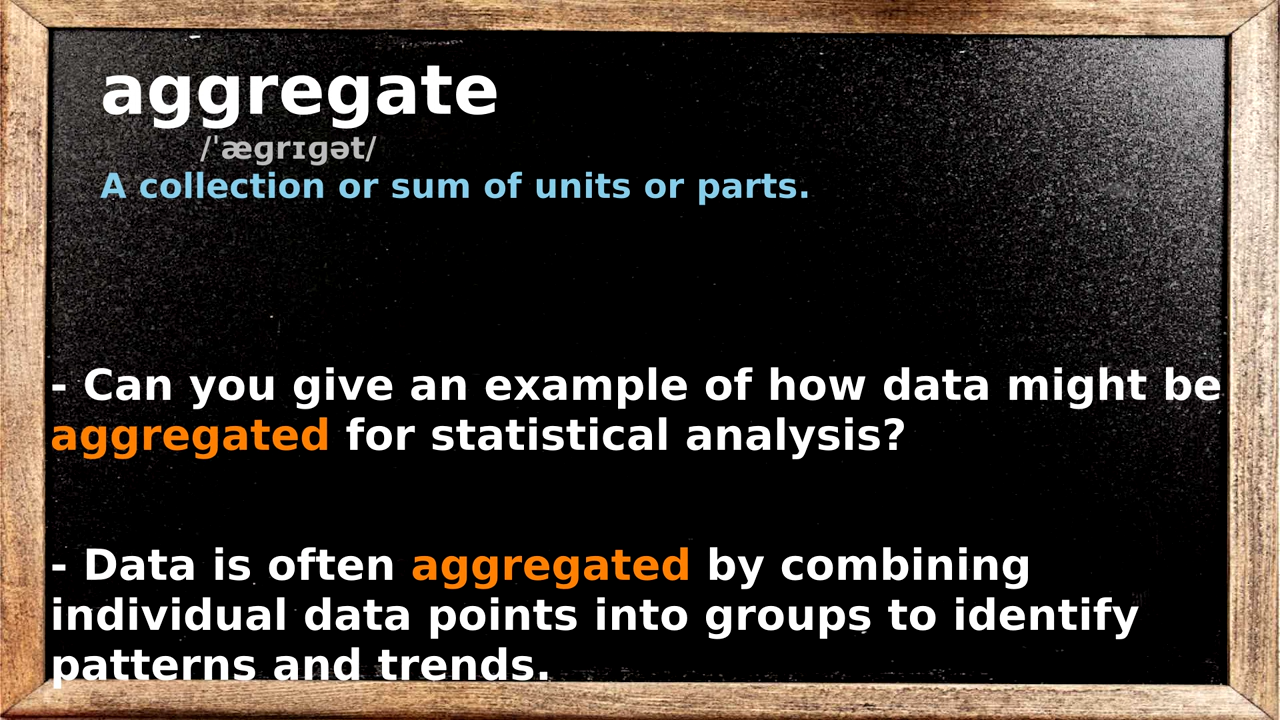 aggregate
/ˈægrɪgət/
A collection or sum of units or parts.
- Can you give an example of how data might be
aggregated for statistical analysis?
- Data is often aggregated by combining
individual data points into groups to identify
patterns and trends.